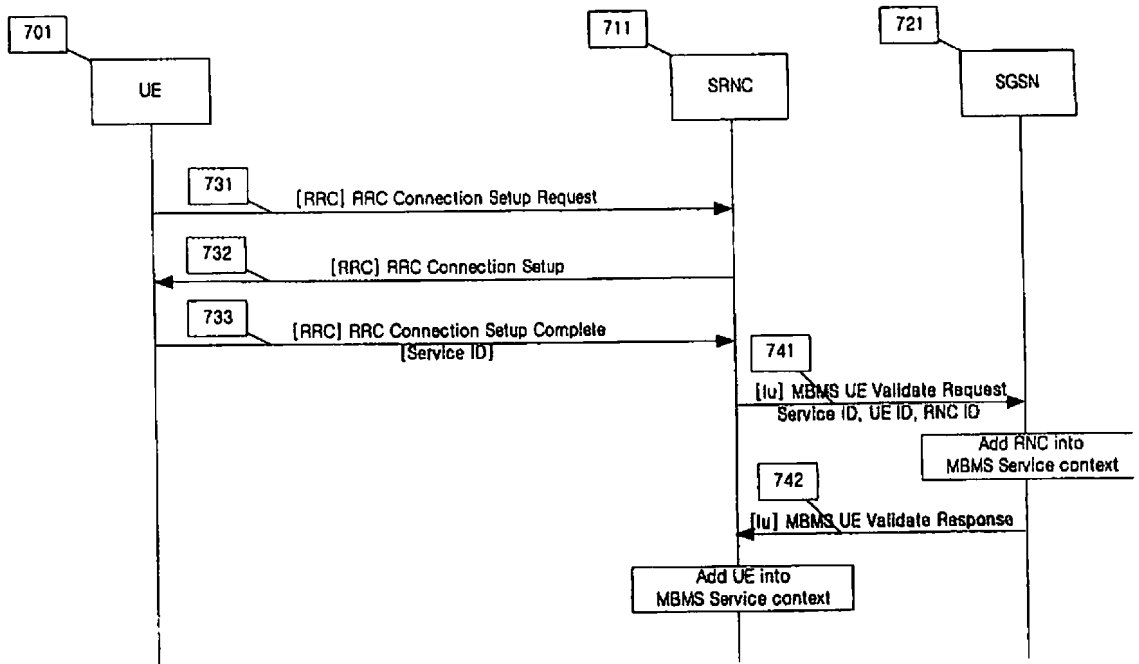 701
711
721
UE
SRNC
SGSN
731
[RRC] RRC Connection Setup Request
732
[RRC] RRC Connection Setup
733
[RRC] RRC Connection Setup Complete
[Service ID]
741
[Iu] MBMS UE Validate Request
Service ID, UE ID, RNC ID
Add RNC into
MBMS Service context
742
[Iu] MBMS UE Validate Response
Add UE into
MBMS Service context